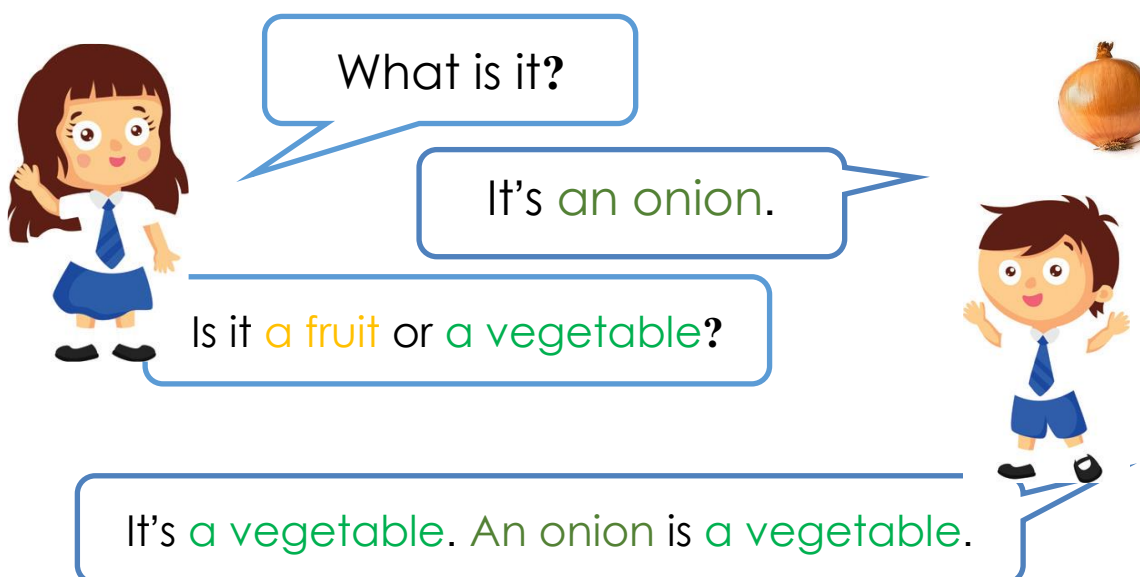 What is it?
It’s an onion.
Is it a fruit or a vegetable?
It’s a vegetable. An onion is a vegetable.